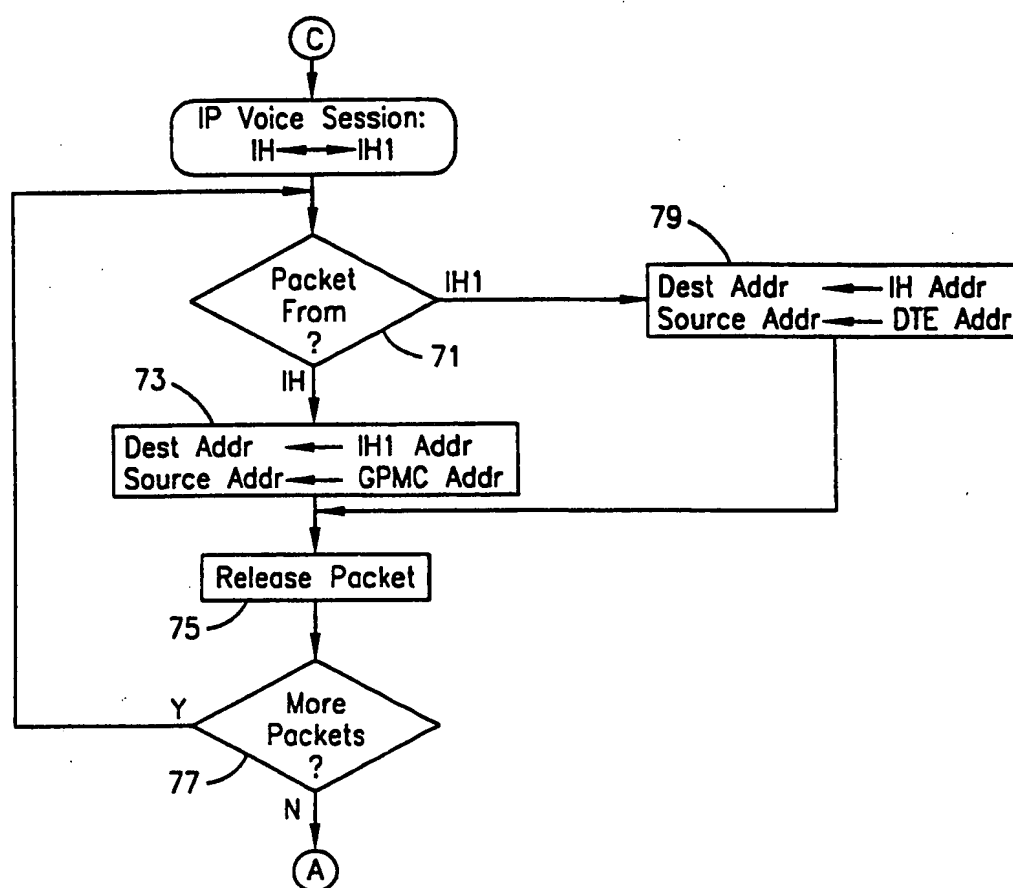 C
IP Voice Session:
IH ↔ IH1
Packet
From
?
IH1
71
IH
79
Dest Addr ← IH Addr
Source Addr ← DTE Addr
73
Dest Addr ← IH1 Addr
Source Addr ← GPMC Addr
Release Packet
75
More
Packets
?
Y
77
N
A